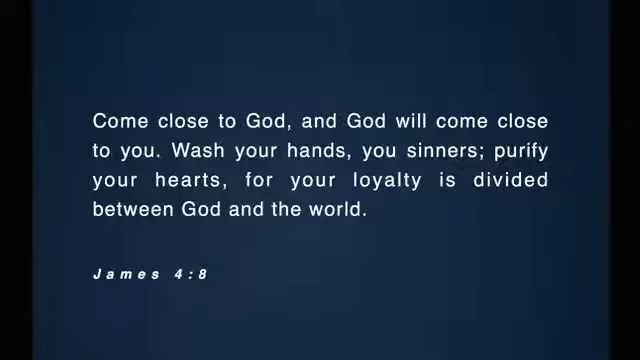 Come close to God, and God will come close
to you. Wash your hands, you sinners; purify
your hearts, for your loyalty is divided
between God and the world.
James 4:8